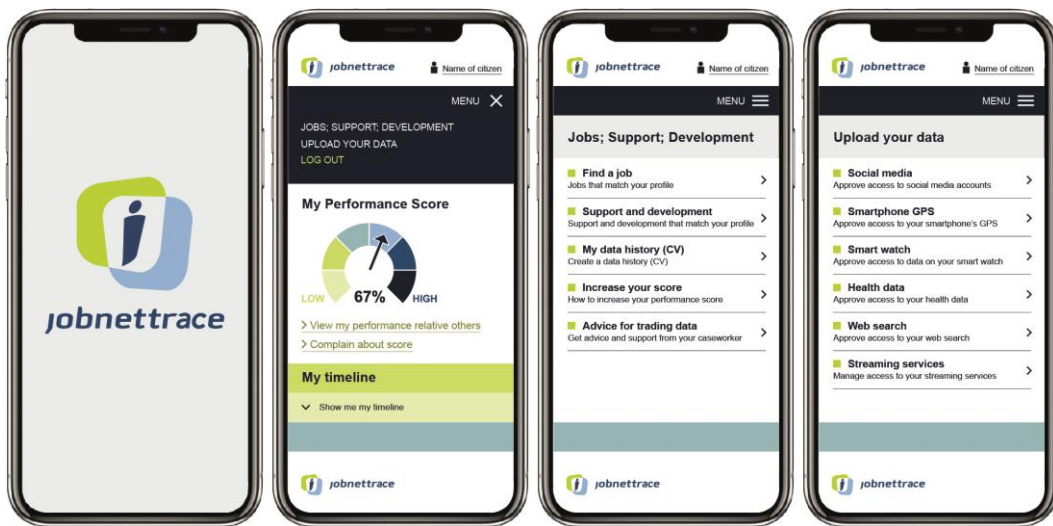 jobnettrace
jobnettrace
Name of citizen
MENU
JOBS; SUPPORT; DEVELOPMENT
UPLOAD YOUR DATA
LOG OUT
My Performance Score
LOW
67%
HIGH
> View my performance relative others
> Complain about score
My timeline
Show me my timeline
jobnettrace
jobnettrace
Name of citizen
MENU
Jobs; Support; Development
Find a job
Jobs that match your profile
Support and development
Support and development that match your profile
My data history (CV)
Create a data history (CV)
Increase your score
How to increase your performance score
Advice for trading data
Get advice and support from your caseworker
jobnettrace
jobnettrace
Name of citizen
MENU
Upload your data
Social media
Approve access to social media accounts
Smartphone GPS
Approve access to your smartphone's GPS
Smart watch
Approve access to data on your smart watch
Health data
Approve access to your health data
Web search
Approve access to your web search
Streaming services
Manage access to your streaming services
jobnettrace